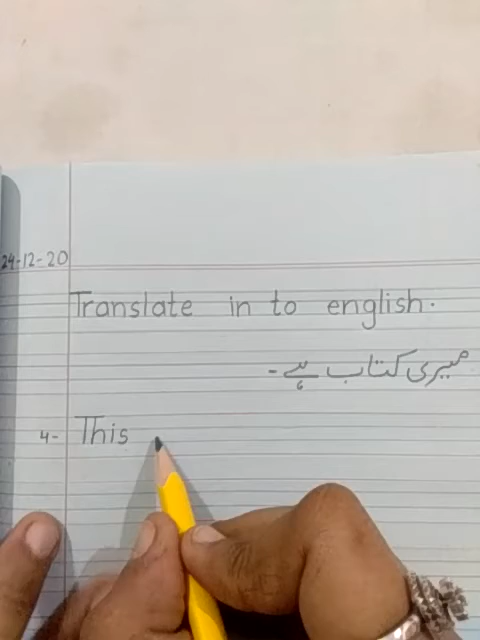 24-12-20
Translate in to english.
میری کتاب ہے -
4- This